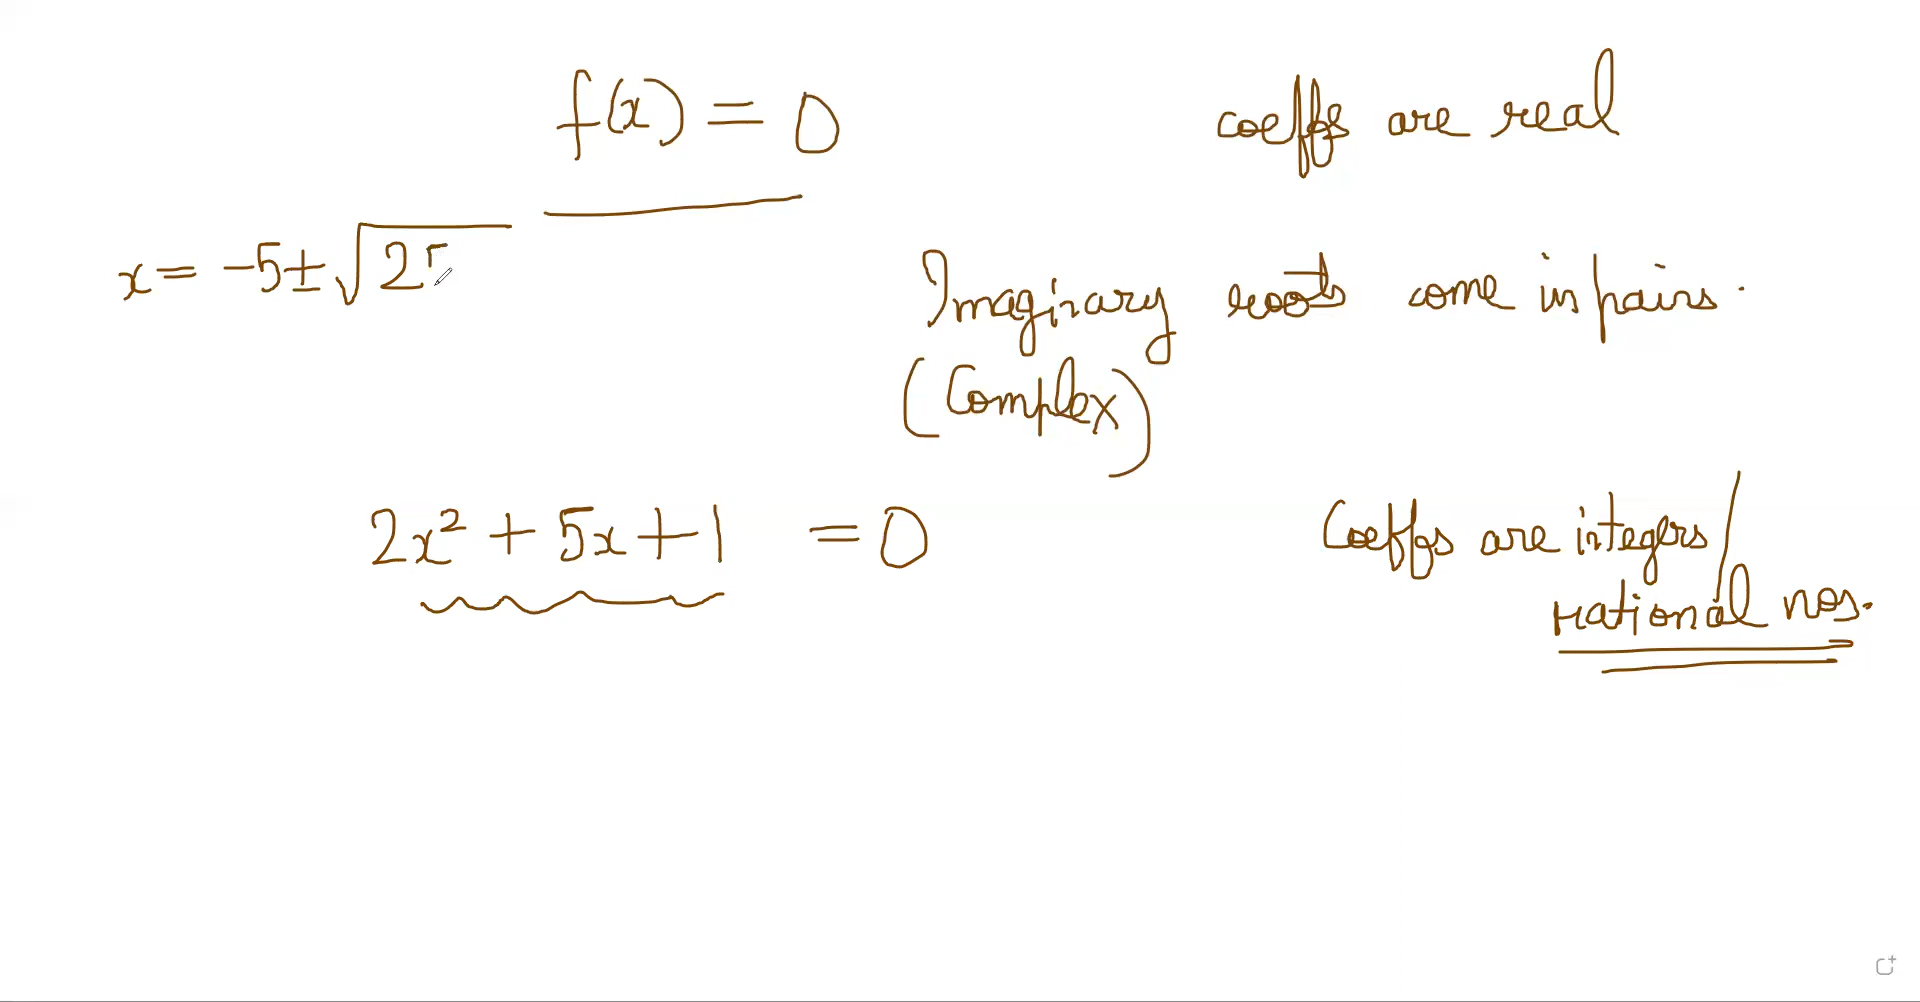 f(x) = 0
coeffs are real
x = -5 ± √25
Imaginary roots come in pairs.
(Complex)
2x² + 5x + 1 = 0
Coeffs are integers/
rational nos.